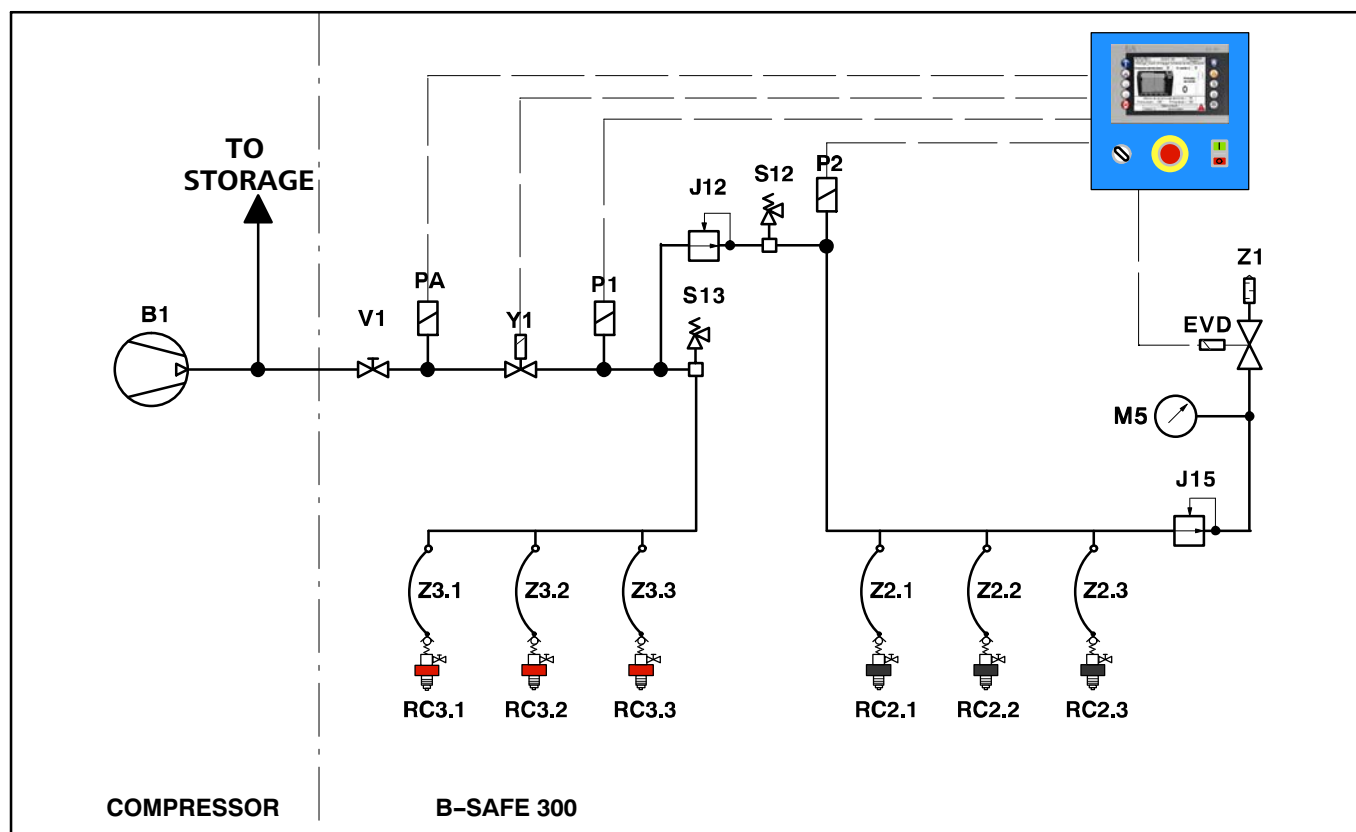 TO
STORAGE
B1
V1
PA
Y1
P1
J12
S12
P2
S13
Z1
EVD
M5
J15
Z3.1
Z3.2
Z3.3
Z2.1
Z2.2
Z2.3
RC3.1
RC3.2
RC3.3
RC2.1
RC2.2
RC2.3
COMPRESSOR
B–SAFE 300